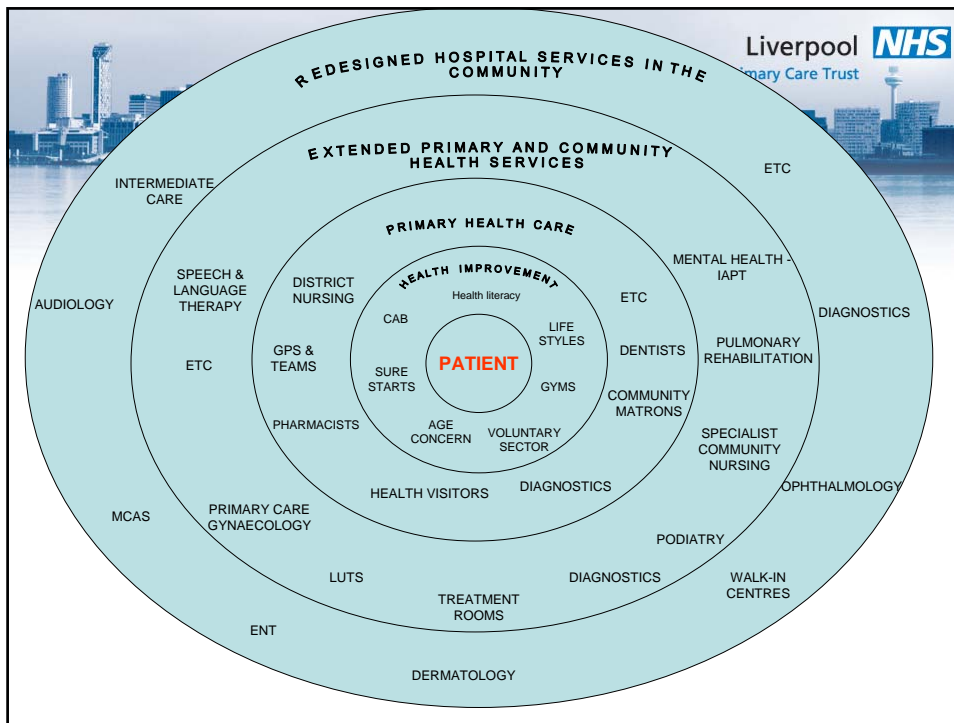 Liverpool NHS
rimary Care Trust
REDESIGNED HOSPITAL SERVICES IN THE
COMMUNITY
EXTENDED PRIMARY AND COMMUNITY
HEALTH SERVICES
PRIMARY HEALTH CARE
HEALTH IMPROVEMENT
Health literacy
CAB
LIFE
STYLES
SURE
STARTS
PATIENT
GYMS
AGE
CONCERN
VOLUNTARY
SECTOR
DISTRICT
NURSING
ETC
GPS &
TEAMS
DENTISTS
COMMUNITY
MATRONS
PHARMACISTS
HEALTH VISITORS
DIAGNOSTICS
SPEECH &
LANGUAGE
THERAPY
MENTAL HEALTH -
IAPT
ETC
PULMONARY
REHABILITATION
SPECIALIST
COMMUNITY
NURSING
PRIMARY CARE
GYNAECOLOGY
PODIATRY
LUTS
DIAGNOSTICS
TREATMENT
ROOMS
ETC
INTERMEDIATE
CARE
AUDIOLOGY
DIAGNOSTICS
OPHTHALMOLOGY
MCAS
WALK-IN
CENTRES
ENT
DERMATOLOGY